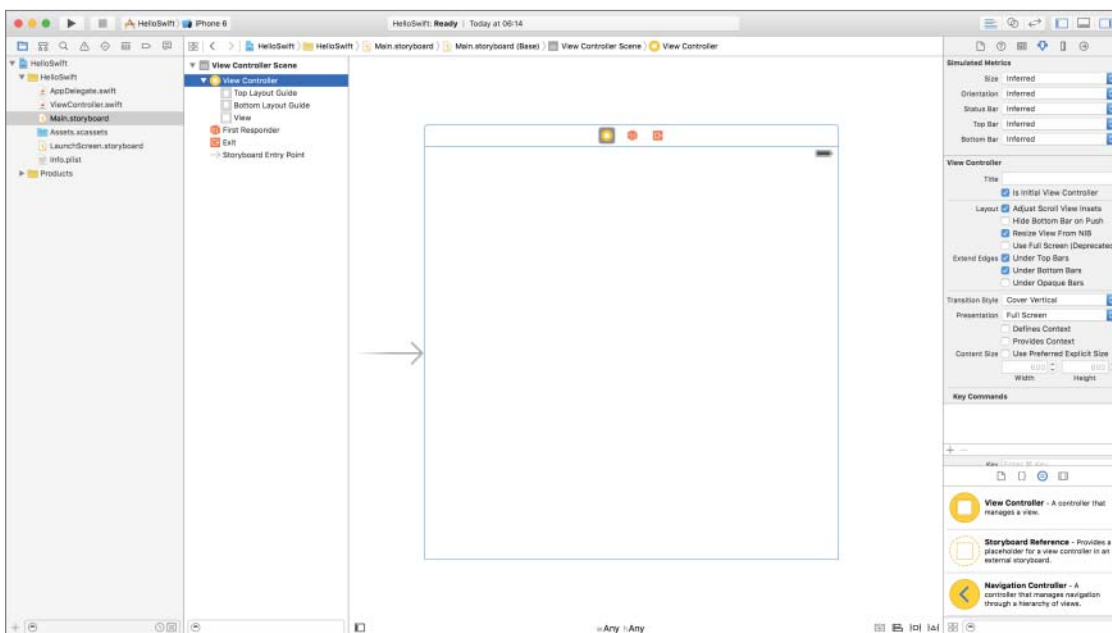 HelloSwift iPhone 6 HelloSwift: Ready | Today at 06:14
HelloSwift HelloSwift Main.storyboard Main.storyboard (Base) View Controller Scene View Controller
HelloSwift
HelloSwift
AppDelegate.swift
ViewController.swift
Main.storyboard
Assets.xcassets
LaunchScreen.storyboard
Info.plist
Products
View Controller Scene
View Controller
Top Layout Guide
Bottom Layout Guide
View
First Responder
Exit
Storyboard Entry Point
Simulated Metrics
Size Inferred
Orientation Inferred
Status Bar Inferred
Top Bar Inferred
Bottom Bar Inferred
View Controller
Title
Is Initial View Controller
Layout Adjust Scroll View Insets
Hide Bottom Bar on Push
Resize View From NIB
Use Full Screen (Deprecated
Extend Edges Under Top Bars
Under Bottom Bars
Under Opaque Bars
Transition Style Cover Vertical
Presentation Full Screen
Defines Context
Provides Context
Content Size Use Preferred Explicit Size
600 600
Width Height
Key Commands
View Controller - A controller that
manages a view.
Storyboard Reference - Provides a
placeholder for a view controller in an
external storyboard.
Navigation Controller - A
controller that manages navigation
through a hierarchy of views.
wAny hAny